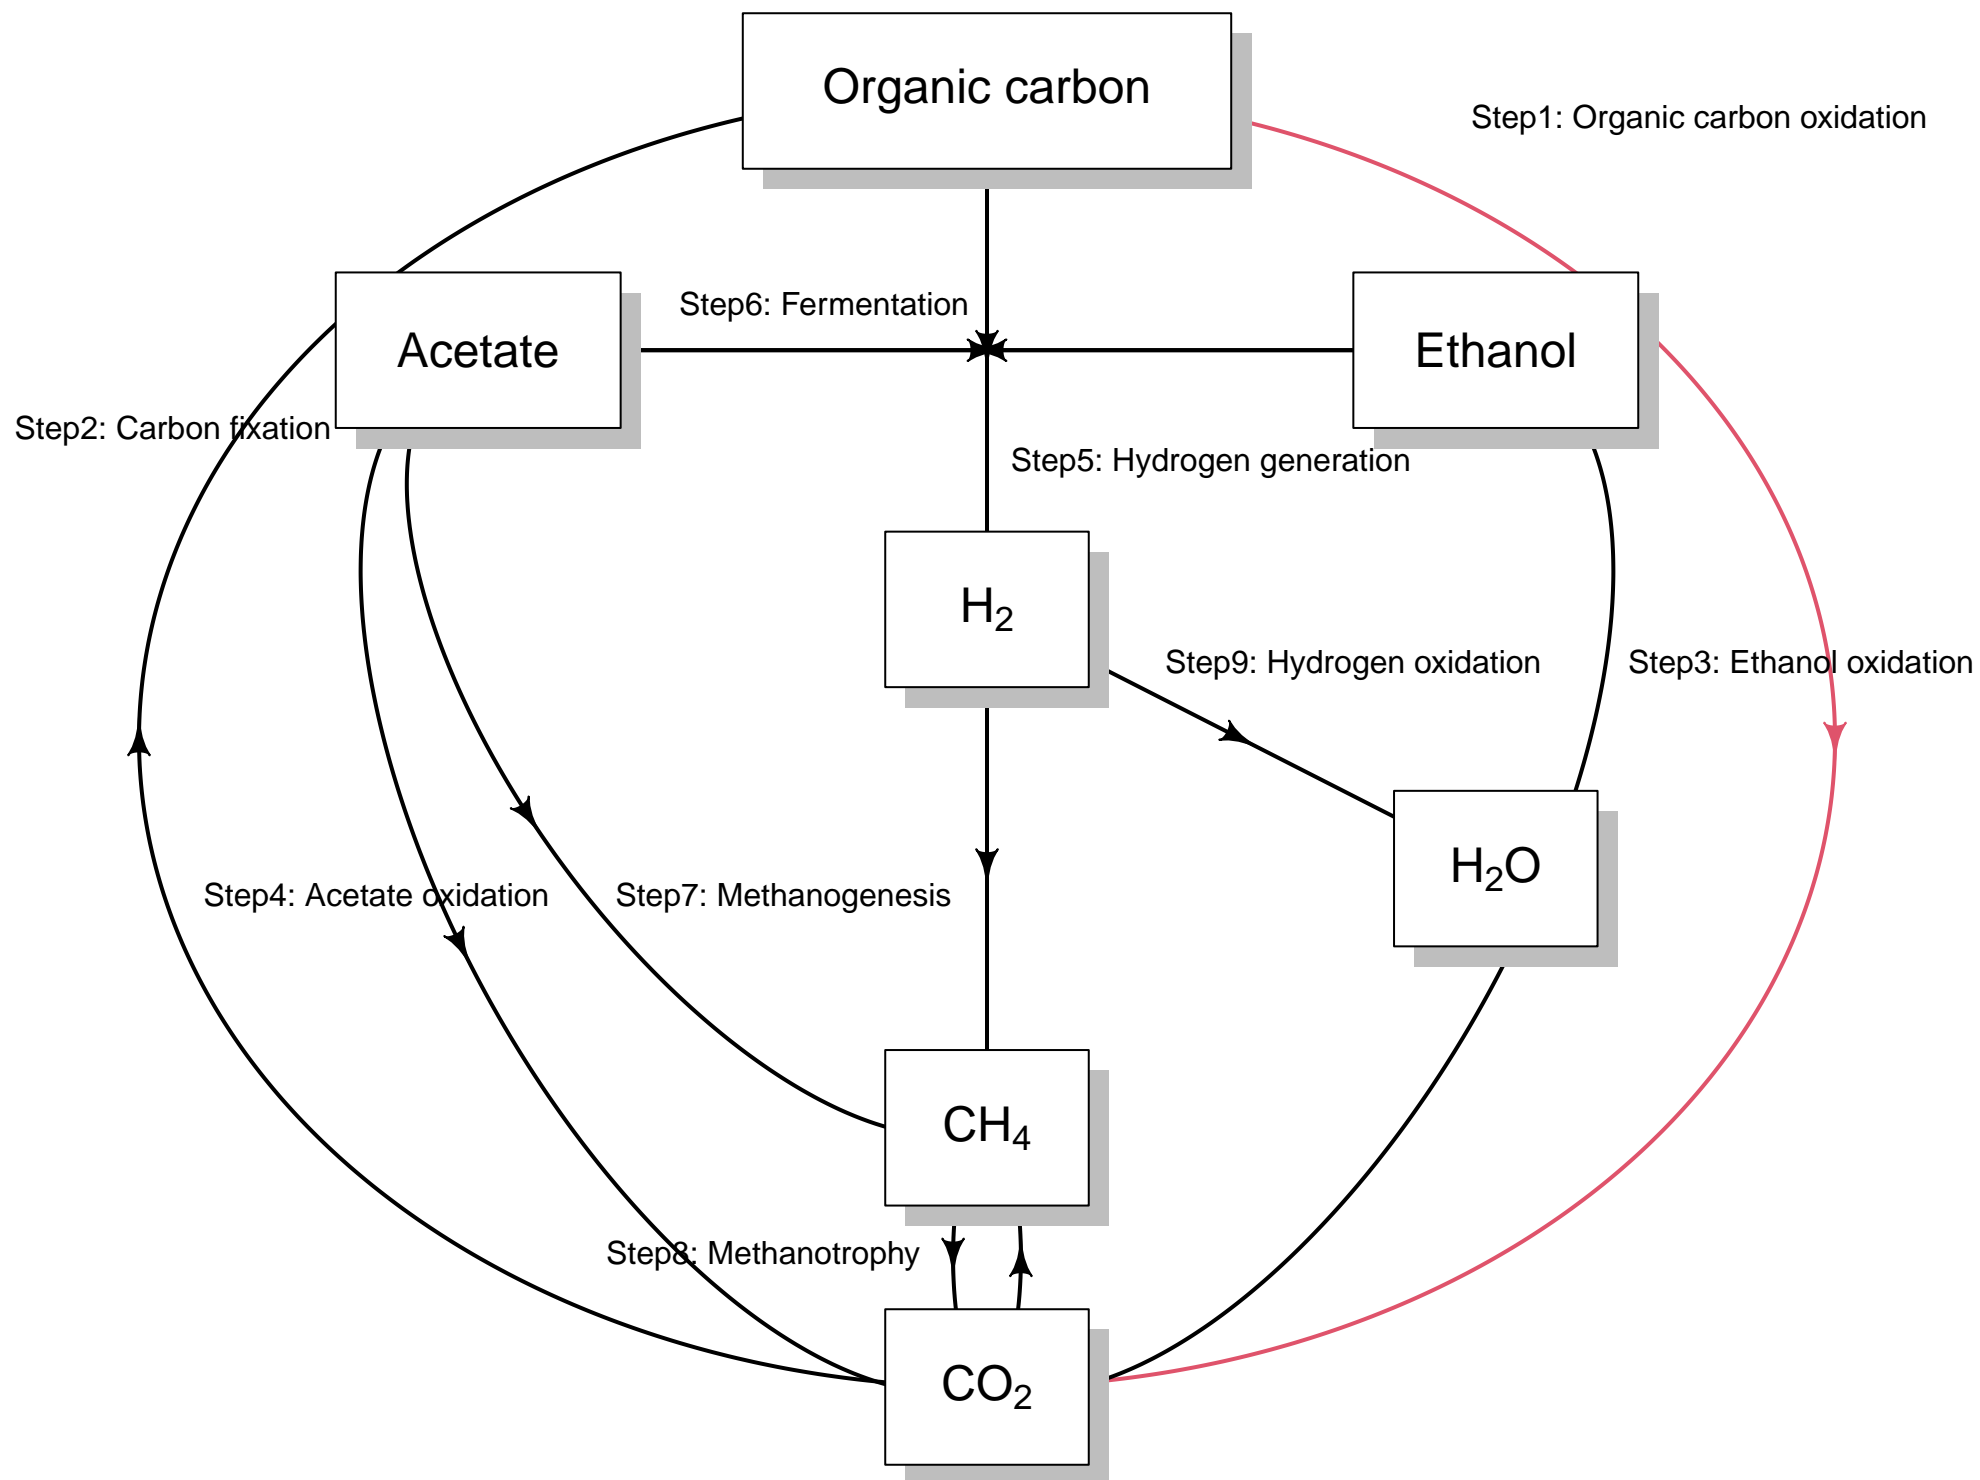 Organic carbon
Step1: Organic carbon oxidation
Step6: Fermentation
Acetate
Ethanol
Step2: Carbon fixation
Step5: Hydrogen generation
H₂
Step9: Hydrogen oxidation
Step3: Ethanol oxidation
H₂O
Step4: Acetate oxidation
Step7: Methanogenesis
CH₄
Step8: Methanotrophy
CO₂